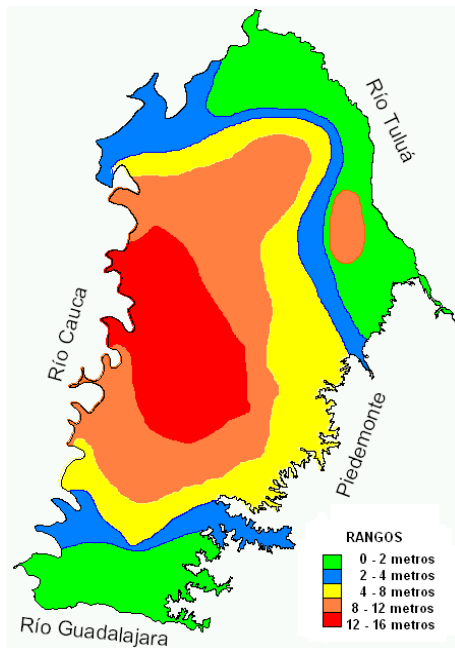 Río Tuluá
Río Cauca
Piedemonte
Río Guadalajara
RANGOS
0 - 2 metros
2 - 4 metros
4 - 8 metros
8 - 12 metros
12 - 16 metros